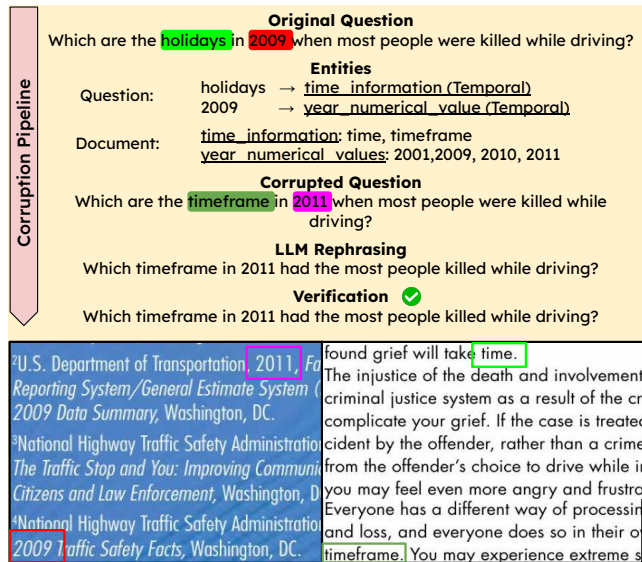 Corruption Pipeline
Original Question
Which are the holidays in 2009 when most people were killed while driving?
Entities
Question:
holidays → time_information (Temporal)
2009 → year_numerical_value (Temporal)
Document:
time_information: time, timeframe
year_numerical_values: 2001,2009, 2010, 2011
Corrupted Question
Which are the timeframe in 2011 when most people were killed while
driving?
LLM Rephrasing
Which timeframe in 2011 had the most people killed while driving?
Verification
Which timeframe in 2011 had the most people killed while driving?
²U.S. Department of Transportation, 2011, Fa
Reporting System/General Estimate System (
2009 Data Summary, Washington, DC.
³National Highway Traffic Safety Administration
The Traffic Stop and You: Improving Communi
Citizens and Law Enforcement, Washington, D
⁴National Highway Traffic Safety Administration
2009 Traffic Safety Facts, Washington, DC.
found grief will take time.
The injustice of the death and involvement
criminal justice system as a result of the cr
complicate your grief. If the case is treated
cident by the offender, rather than a crime
from the offender's choice to drive while i
you may feel even more angry and frustra
Everyone has a different way of processin
and loss, and everyone does so in their o
timeframe. You may experience extreme s